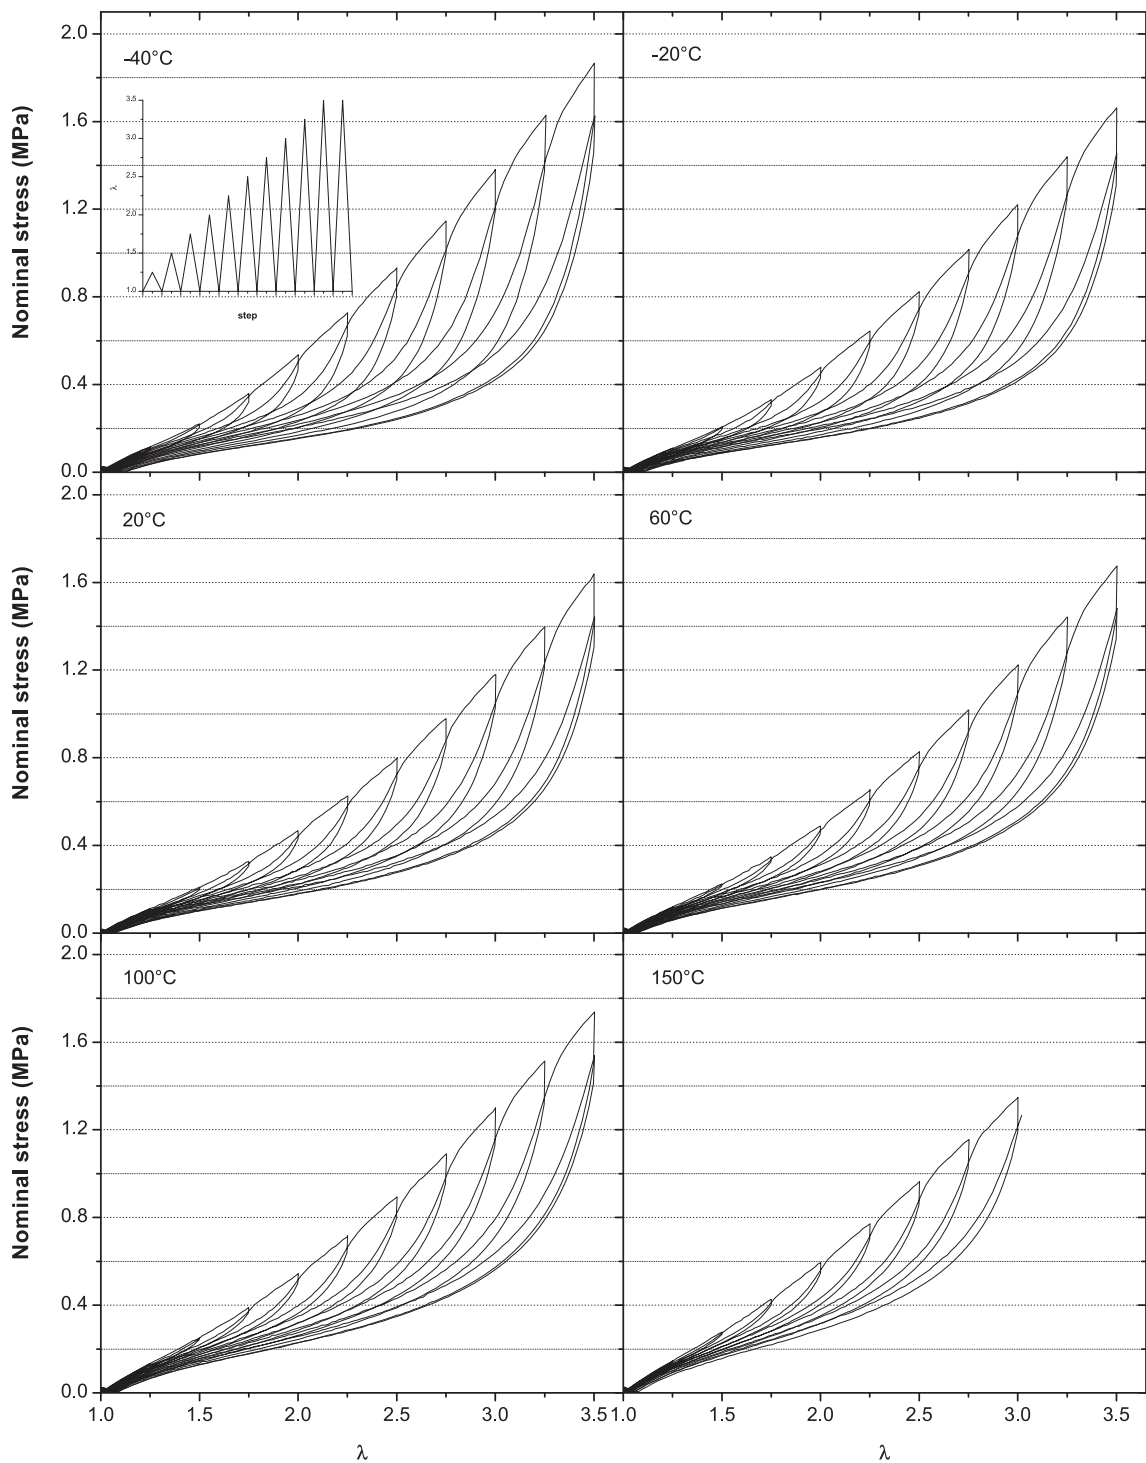 -40°C
-20°C
Nominal stress (MPa)
2.0
1.6
1.2
0.8
0.4
0.0
3.5
3.0
2.5
2.0
1.5
1.0
λ
step
20°C
60°C
Nominal stress (MPa)
2.0
1.6
1.2
0.8
0.4
0.0
100°C
150°C
Nominal stress (MPa)
2.0
1.6
1.2
0.8
0.4
0.0
1.0 1.5 2.0 2.5 3.0 3.5 1.0 1.5 2.0 2.5 3.0 3.5
λ λ